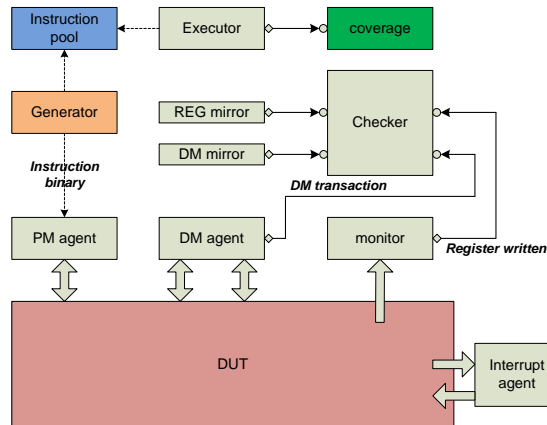 Instruction
pool
Executor
coverage
Generator
REG mirror
Checker
DM mirror
Instruction
binary
DM transaction
PM agent
DM agent
monitor
Register written
DUT
Interrupt
agent